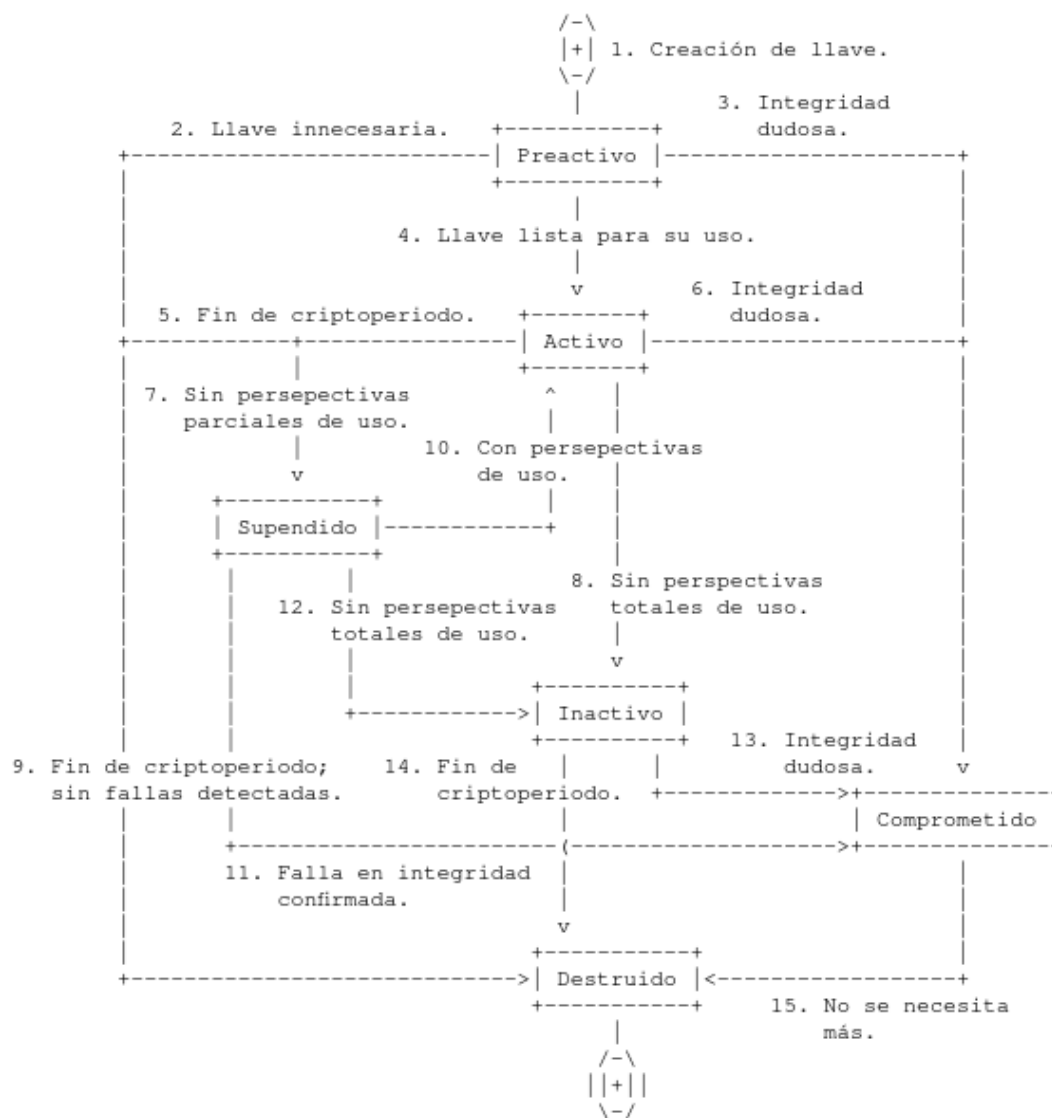 1. Creación de llave.
3. Integridad
dudosa.
2. Llave innecesaria.
Preactivo
4. Llave lista para su uso.
6. Integridad
dudosa.
5. Fin de criptoperiodo.
Activo
7. Sin persepectivas
parciales de uso.
10. Con persepectivas
de uso.
Supendido
8. Sin perspectivas
totales de uso.
12. Sin persepectivas
totales de uso.
Inactivo
13. Integridad
dudosa.
9. Fin de criptoperiodo;
sin fallas detectadas.
14. Fin de
criptoperiodo.
Comprometido
11. Falla en integridad
confirmada.
Destruido
15. No se necesita
más.